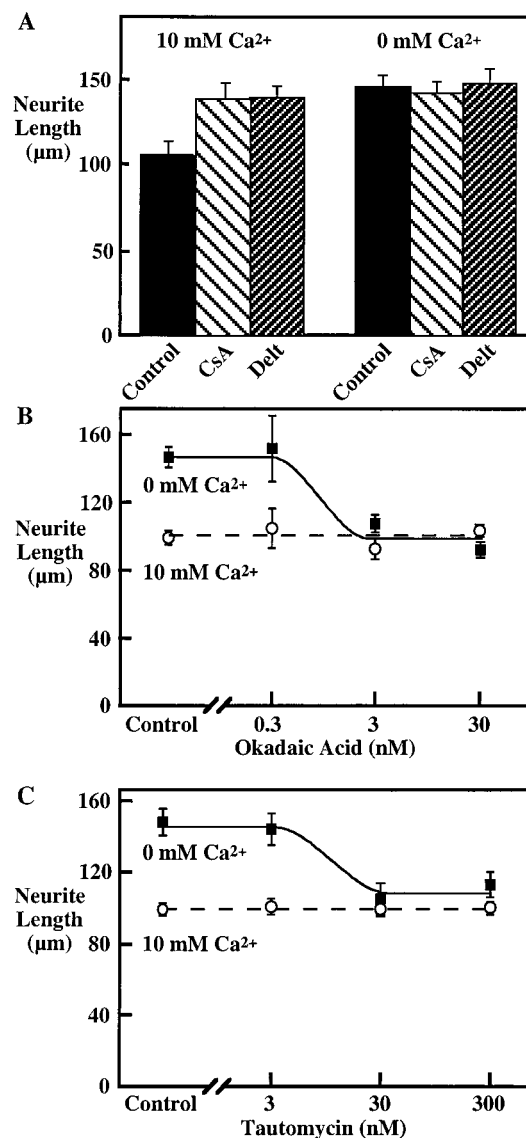 A
10 mM Ca2+ 0 mM Ca2+
Neurite
Length
(µm)
150
100
50
0
Control CsA Delt Control CsA Delt
B
160
120
80
40
0
Neurite
Length
(µm)
0 mM Ca2+
10 mM Ca2+
Control 0.3 3 30
Okadaic Acid (nM)
C
160
120
80
40
0
Neurite
Length
(µm)
0 mM Ca2+
10 mM Ca2+
Control 3 30 300
Tautomycin (nM)